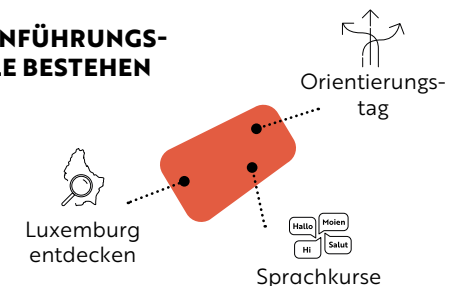 NFÜHRUNGS-
E BESTEHEN
Orientierungs-
tag
Luxemburg
entdecken
Hallo
Moien
Hi
Salut
Sprachkurse